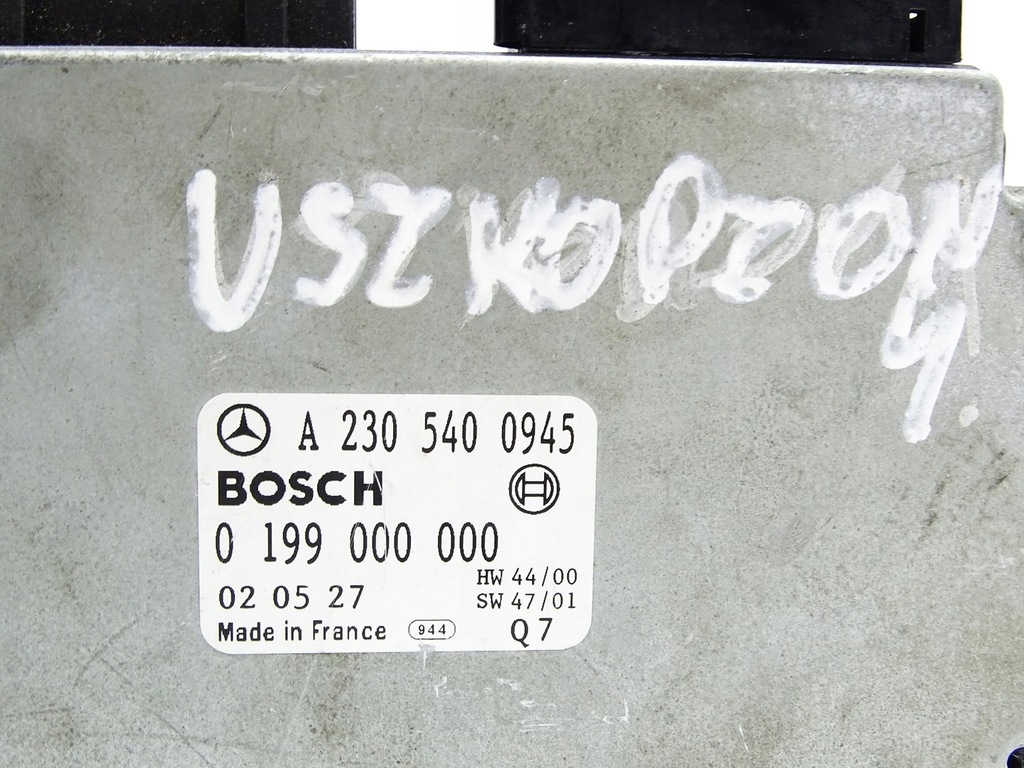 USZKODZON
Y
A 230 540 0945
BOSCH
0 199 000 000
HW 44/00
02 05 27
SW 47/01
Made in France 944 Q7